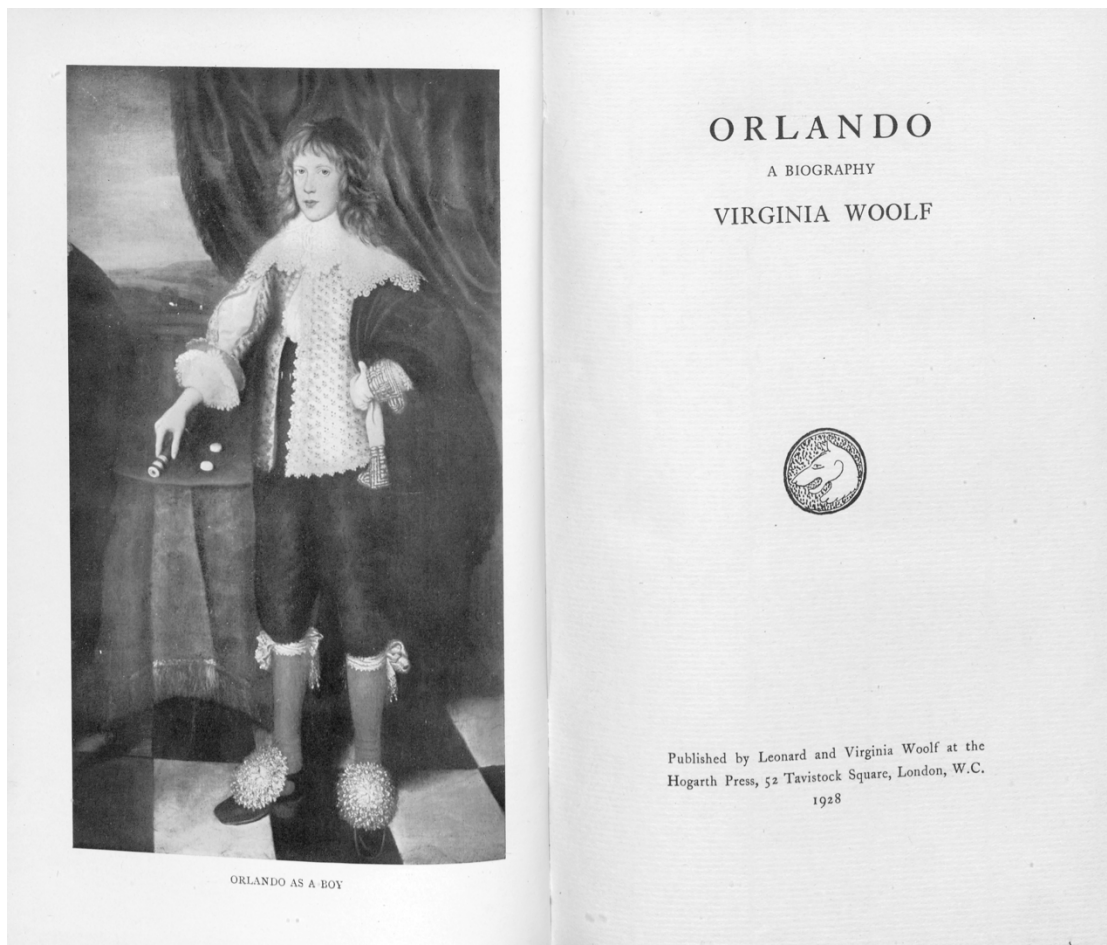 ORLANDO AS A BOY
ORLANDO
A BIOGRAPHY
VIRGINIA WOOLF
Published by Leonard and Virginia Woolf at the
Hogarth Press, 52 Tavistock Square, London, W.C.
1928